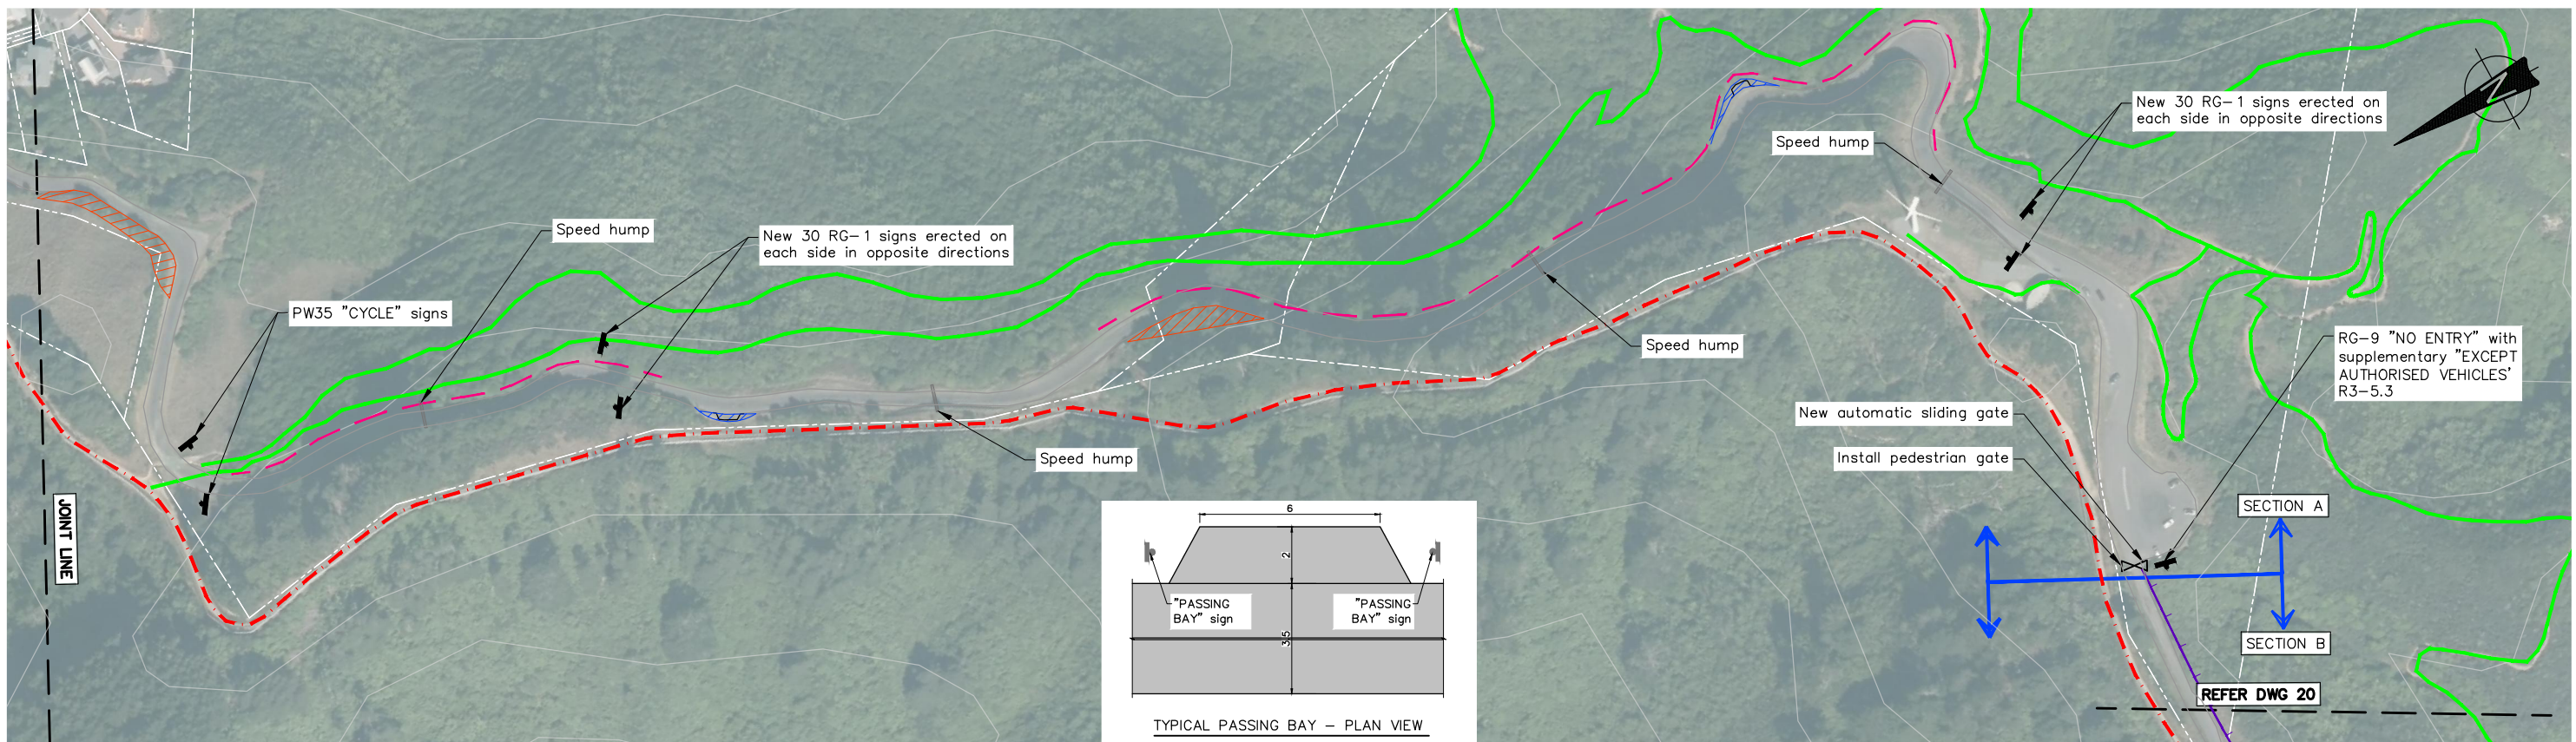 New 30 RG-1 signs erected on
each side in opposite directions
Speed hump
Speed hump
New 30 RG-1 signs erected on
each side in opposite directions
PW35 "CYCLE" signs
Speed hump
RG-9 "NO ENTRY" with
supplementary "EXCEPT
AUTHORISED VEHICLES'
R3-5.3
New automatic sliding gate
Install pedestrian gate
Speed hump
JOINT LINE
SECTION A
SECTION B
REFER DWG 20
6
2
"PASSING
BAY" sign
"PASSING
BAY" sign
3.5
TYPICAL PASSING BAY - PLAN VIEW
Z